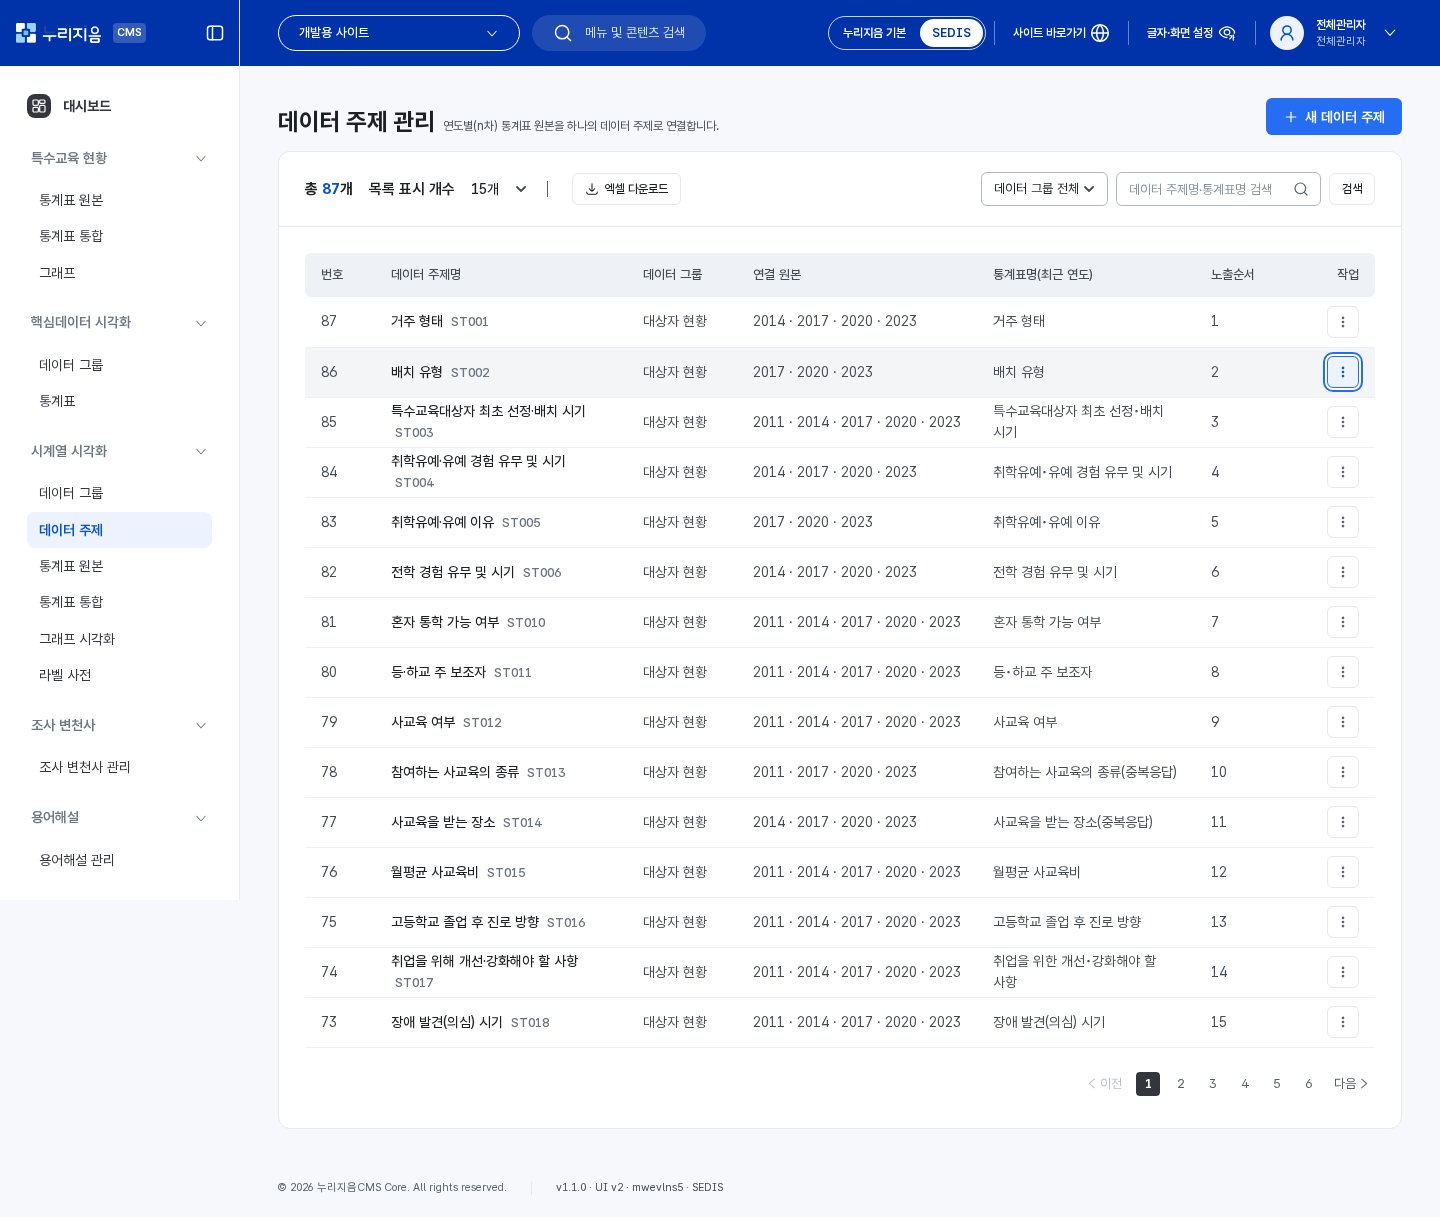 누리지음 CMS
개발용 사이트
메뉴 및 콘텐츠 검색
누리지음 기본 SEDIS
사이트 바로가기
글자·화면 설정
전체관리자
전체관리자
대시보드
특수교육 현황
통계표 원본
통계표 통합
그래프
핵심데이터 시각화
데이터 그룹
통계표
시계열 시각화
데이터 그룹
데이터 주제
통계표 원본
통계표 통합
그래프 시각화
라벨 사전
조사 변천사
조사 변천사 관리
용어해설
용어해설 관리
데이터 주제 관리 연도별(n차) 통계표 원본을 하나의 데이터 주제로 연결합니다.
새 데이터 주제
총 87개 목록 표시 개수 15개 엑셀 다운로드
데이터 그룹 전체 데이터 주제명·통계표명 검색 검색
번호 데이터 주제명 데이터 그룹 연결 원본 통계표명(최근 연도) 노출순서 작업
87 거주 형태 ST001 대상자 현황 2014 · 2017 · 2020 · 2023 거주 형태 1
86 배치 유형 ST002 대상자 현황 2017 · 2020 · 2023 배치 유형 2
85 특수교육대상자 최초 선정·배치 시기 ST003 대상자 현황 2011 · 2014 · 2017 · 2020 · 2023 특수교육대상자 최초 선정･배치 시기 3
84 취학유예·유예 경험 유무 및 시기 ST004 대상자 현황 2014 · 2017 · 2020 · 2023 취학유예･유예 경험 유무 및 시기 4
83 취학유예·유예 이유 ST005 대상자 현황 2017 · 2020 · 2023 취학유예･유예 이유 5
82 전학 경험 유무 및 시기 ST006 대상자 현황 2014 · 2017 · 2020 · 2023 전학 경험 유무 및 시기 6
81 혼자 통학 가능 여부 ST010 대상자 현황 2011 · 2014 · 2017 · 2020 · 2023 혼자 통학 가능 여부 7
80 등·하교 주 보조자 ST011 대상자 현황 2011 · 2014 · 2017 · 2020 · 2023 등･하교 주 보조자 8
79 사교육 여부 ST012 대상자 현황 2011 · 2014 · 2017 · 2020 · 2023 사교육 여부 9
78 참여하는 사교육의 종류 ST013 대상자 현황 2011 · 2017 · 2020 · 2023 참여하는 사교육의 종류(중복응답) 10
77 사교육을 받는 장소 ST014 대상자 현황 2014 · 2017 · 2020 · 2023 사교육을 받는 장소(중복응답) 11
76 월평균 사교육비 ST015 대상자 현황 2011 · 2014 · 2017 · 2020 · 2023 월평균 사교육비 12
75 고등학교 졸업 후 진로 방향 ST016 대상자 현황 2011 · 2014 · 2017 · 2020 · 2023 고등학교 졸업 후 진로 방향 13
74 취업을 위해 개선·강화해야 할 사항 ST017 대상자 현황 2011 · 2014 · 2017 · 2020 · 2023 취업을 위한 개선･강화해야 할 사항 14
73 장애 발견(의심) 시기 ST018 대상자 현황 2011 · 2014 · 2017 · 2020 · 2023 장애 발견(의심) 시기 15
이전 1 2 3 4 5 6 다음
© 2026 누리지음CMS Core. All rights reserved. v1.1.0 · UI v2 · mwevlns5 · SEDIS